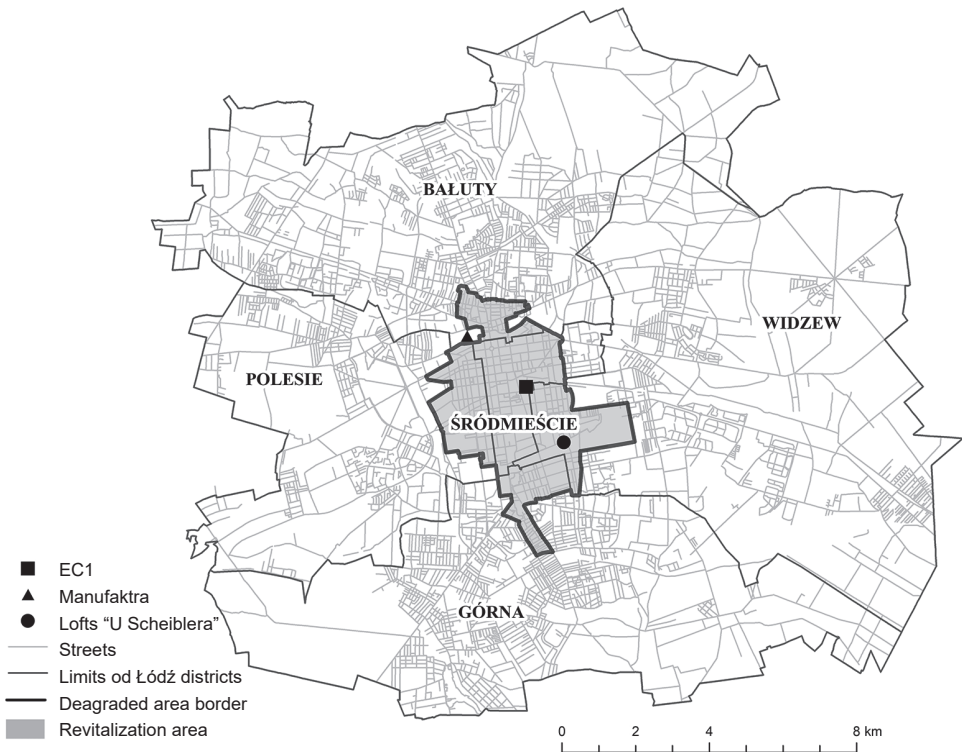 BAŁUTY
WIDZEW
POLESIE
ŚRÓDMIEŚCIE
GÓRNA
EC1
Manufaktra
Lofts “U Scheiblera”
Streets
Limits od Łódź districts
Deagraded area border
Revitalization area
0 2 4 8 km